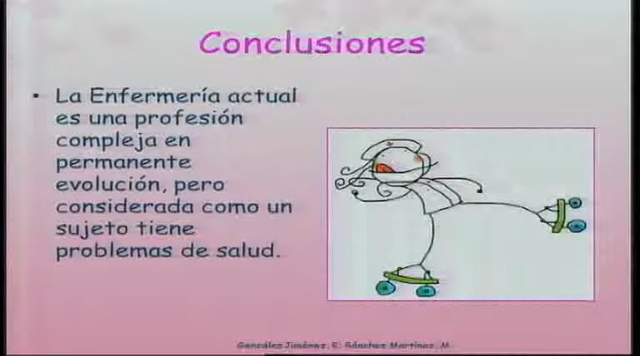 Conclusiones
• La Enfermería actual
es una profesión
compleja en
permanente
evolución, pero
considerada como un
sujeto tiene
problemas de salud.
González Jiménez, E. Sánchez Martínez, M.